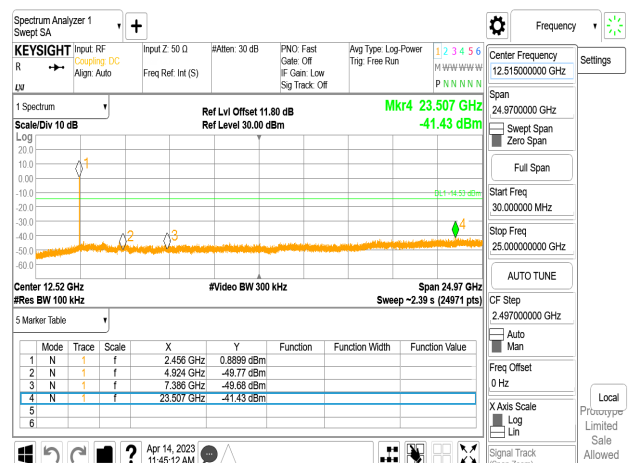 Spectrum Analyzer 1
Swept SA
Frequency
KEYSIGHT
Input: RF
Coupling: DC
Align: Auto
Input Z: 50 Ω
Freq Ref: Int (S)
#Atten: 30 dB
PNO: Fast
Gate: Off
IF Gain: Low
Sig Track: Off
Avg Type: Log-Power
Trig: Free Run
1 2 3 4 5 6
M W W W W W
P N N N N N
R
LXI
1 Spectrum
Scale/Div 10 dB
Ref Lvl Offset 11.80 dB
Ref Level 30.00 dBm
Mkr4 23.507 GHz
-41.43 dBm
Log
20.0
10.0
0.00
-10.0
-20.0
-30.0
-40.0
-50.0
-60.0
1
2
3
4
DL1 -14.53 dBm
Center 12.52 GHz
#Res BW 100 kHz
#Video BW 300 kHz
Span 24.97 GHz
Sweep ~2.39 s (24971 pts)
5 Marker Table
Mode Trace Scale X Y Function Function Width Function Value
1 N 1 f 2.456 GHz 0.8899 dBm
2 N 1 f 4.924 GHz -49.77 dBm
3 N 1 f 7.386 GHz -49.68 dBm
4 N 1 f 23.507 GHz -41.43 dBm
5
6
Apr 14, 2023
11:45:12 AM
Center Frequency
12.515000000 GHz
Settings
Span
24.9700000 GHz
Swept Span
Zero Span
Full Span
Start Freq
30.000000 MHz
Stop Freq
25.000000000 GHz
AUTO TUNE
CF Step
2.497000000 GHz
Auto
Man
Freq Offset
0 Hz
X Axis Scale
Log
Lin
Signal Track
(Span Zoom)
Local
Prototype
Limited
Sale
Allowed